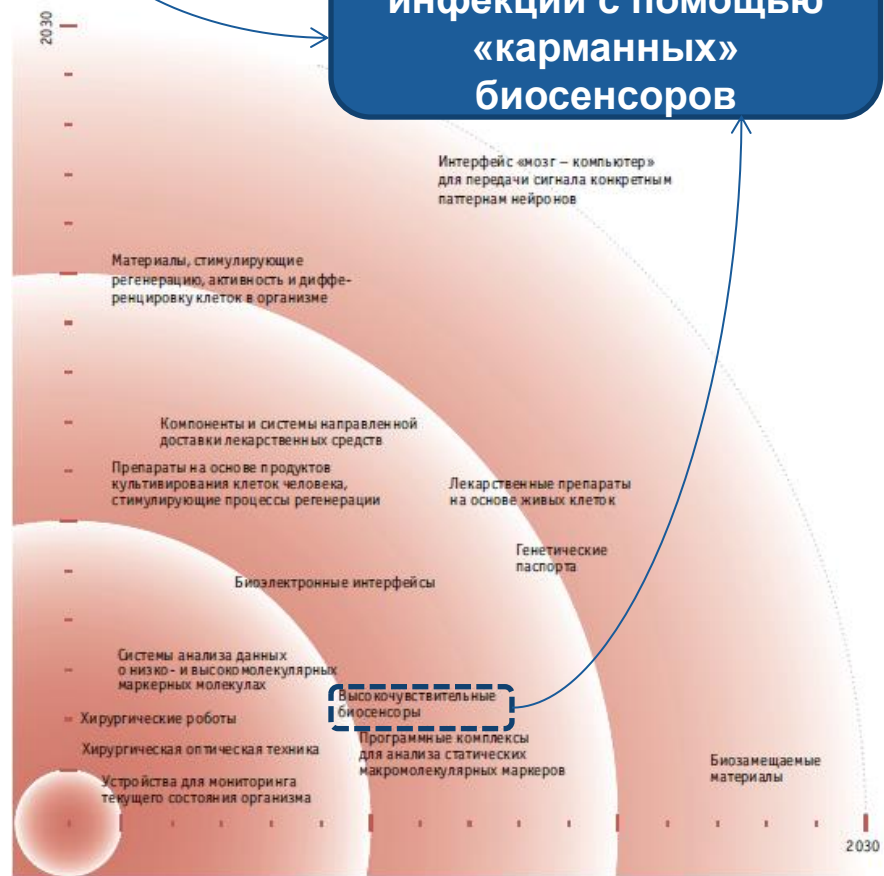 инфекций с помощью
«карманных»
биосенсоров
2030
Интерфейс «мозг – компьютер»
для передачи сигнала конкретным
паттернам нейронов
Материалы, стимулирующие
регенерацию, активность и диффе-
ренцировку клеток в организме
Компоненты и системы направленной
доставки лекарственных средств
Препараты на основе продуктов
культивирования клеток человека,
стимулирующие процессы регенерации
Лекарственные препараты
на основе живых клеток
Генетические
паспорта
Биоэлектронные интерфейсы
Системы анализа данных
о низко- и высокомолекулярных
маркерных молекулах
Высокочувствительные
биосенсоры
Хирургические роботы
Программные комплексы
для анализа статических
макромолекулярных маркеров
Хирургическая оптическая техника
Биозамещаемые
материалы
Устройства для мониторинга
текущего состояния организма
2030